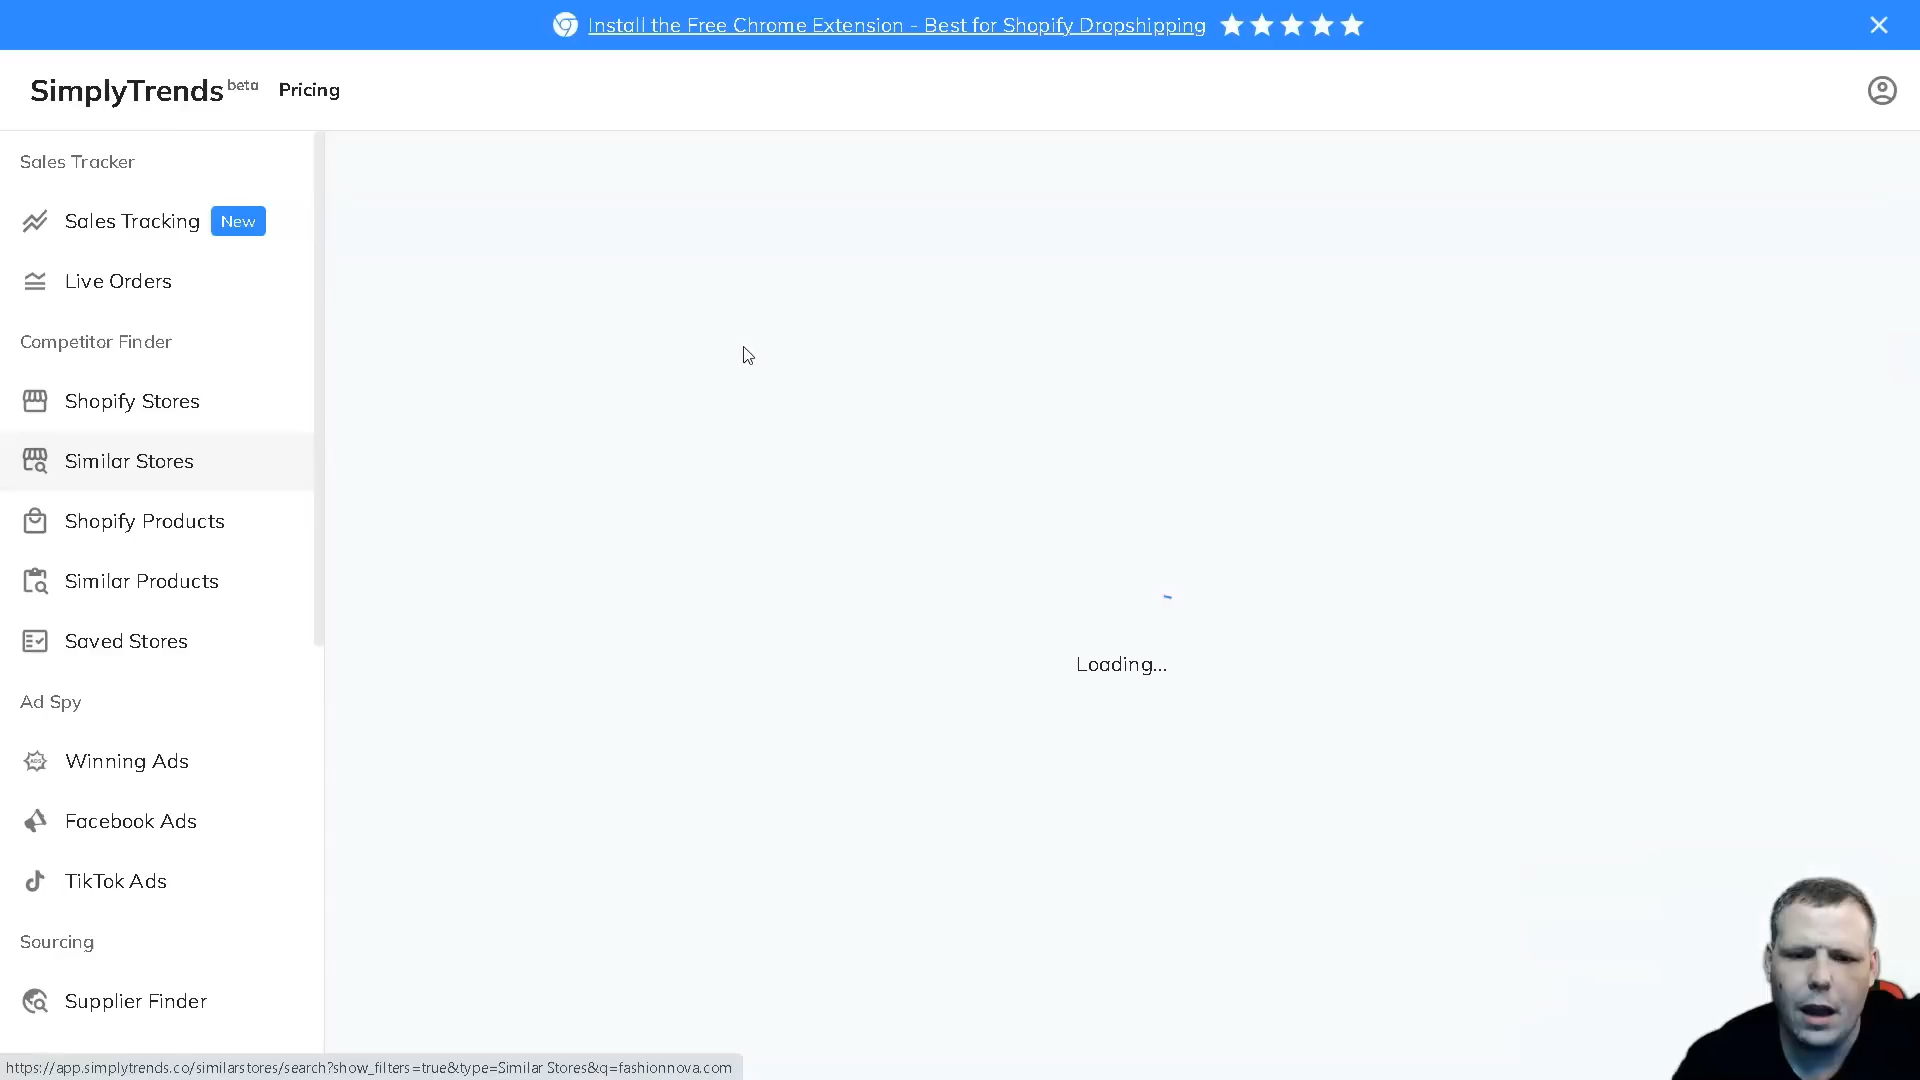 Install the Free Chrome Extension - Best for Shopify Dropshipping
SimplyTrends beta
Pricing
Sales Tracker
Sales Tracking New
Live Orders
Competitor Finder
Shopify Stores
Similar Stores
Shopify Products
Similar Products
Saved Stores
Ad Spy
Winning Ads
Facebook Ads
TikTok Ads
Sourcing
Supplier Finder
Loading...
https://app.simplytrends.co/similarstores/search?show_filters=true&type=Similar Stores&q=fashionnova.com